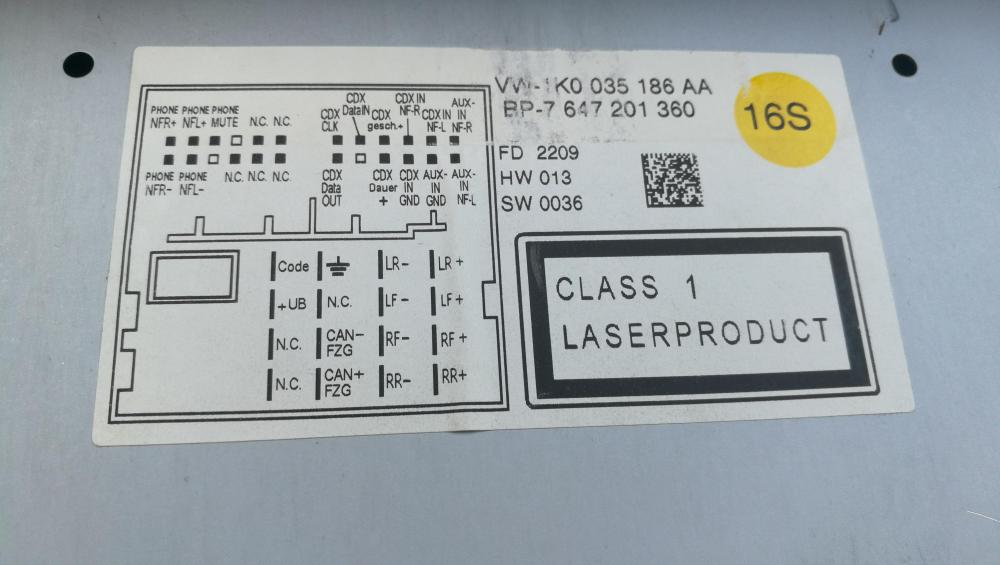 PHONE PHONE PHONE
NFR+ NFL+ MUTE N.C. N.C.
PHONE PHONE
NFR- NFL- N.C. N.C. N.C.
CDX
CLK
CDX
DataIN
CDX
gesch.+
CDX IN
NF-R
CDX IN
NF-L
AUX-
IN
NF-R
CDX
Data
OUT
CDX
Dauer
+
CDX
IN
GND
AUX-
IN
GND
AUX-
IN
NF-L
Code LR- LR+
+UB N.C. LF- LF+
N.C. CAN-
FZG RF- RF+
N.C. CAN+
FZG RR- RR+
VW-1K0 035 186 AA
BP-7 647 201 360
16S
FD 2209
HW 013
SW 0036
CLASS 1
LASERPRODUCT